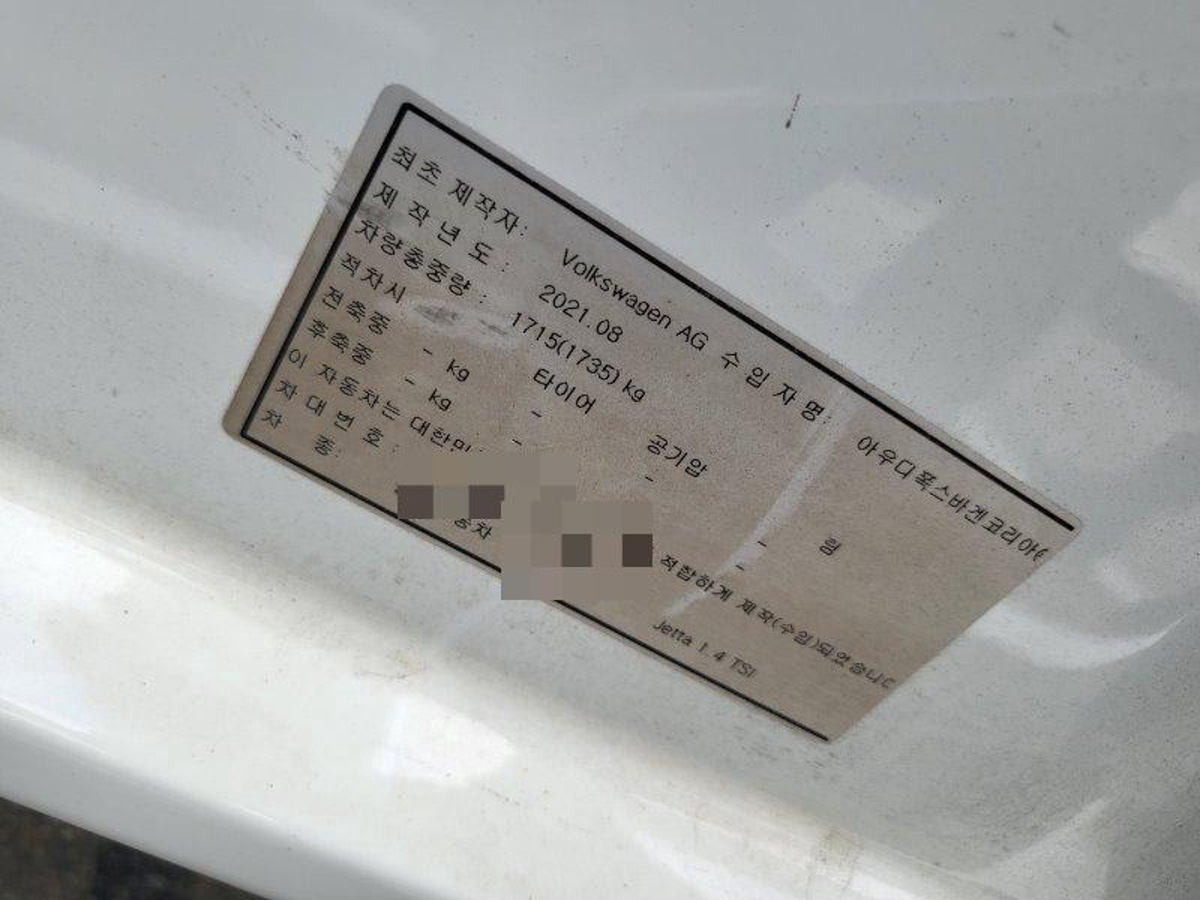 최초 제작자: Volkswagen AG 수 입 자 명: 아우디폭스바겐코리아(
제 작 년 도 : 2021.08
차량총중량 : 1715(1735) kg
적차시 타이어 공기압 림
전축중 - kg - - -
후축중 - kg - -
이 자동차는 대한민 적합하게 제작(수입)되었습니다
차 대 번 호 :
차 종: 동차 Jetta 1.4 TSI